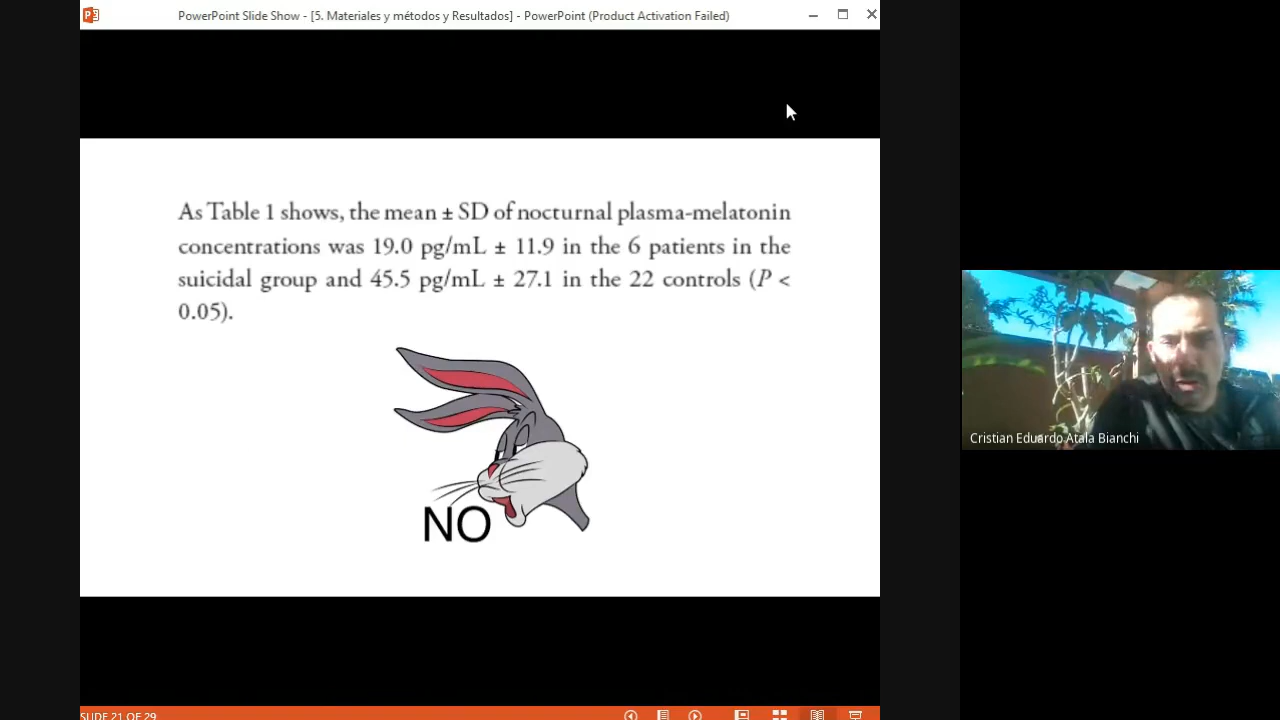 PowerPoint Slide Show - [5. Materiales y métodos y Resultados] - PowerPoint (Product Activation Failed)
As Table 1 shows, the mean ± SD of nocturnal plasma-melatonin
concentrations was 19.0 pg/mL ± 11.9 in the 6 patients in the
suicidal group and 45.5 pg/mL ± 27.1 in the 22 controls (P <
0.05).
NO
Cristian Eduardo Atala Bianchi
SLIDE 21 OF 29